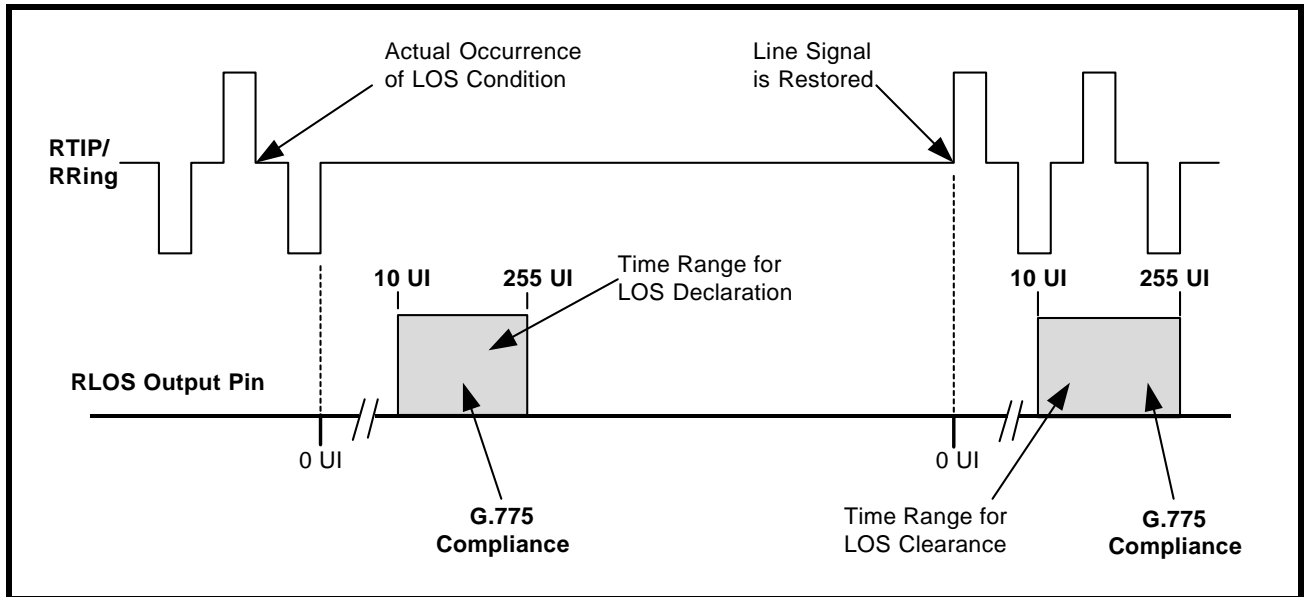 Actual Occurrence
of LOS Condition
Line Signal
is Restored
RTIP/
RRing
10 UI
255 UI
Time Range for
LOS Declaration
10 UI
255 UI
RLOS Output Pin
0 UI
0 UI
G.775
Compliance
Time Range for
LOS Clearance
G.775
Compliance